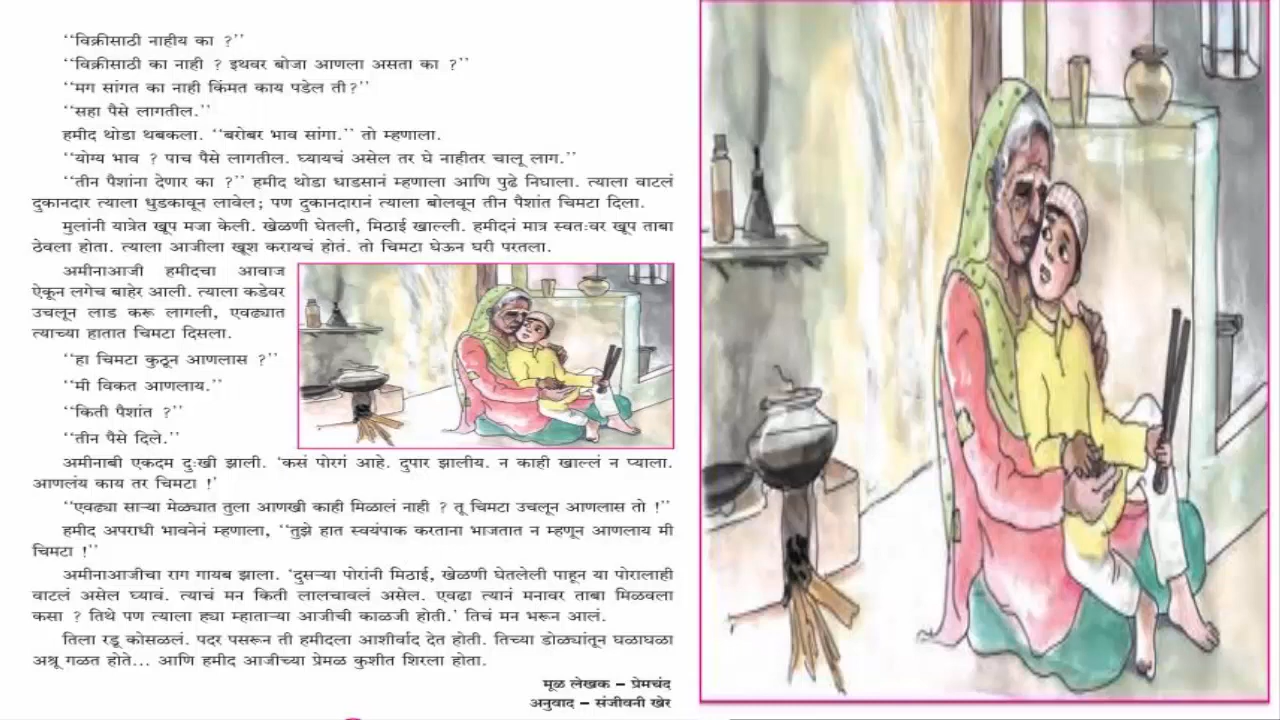 “विक्रीसाठी नाहीय का ?”
“विक्रीसाठी का नाही ? इथवर बोजा आणला असता का ?”
“मग सांगत का नाही किंमत काय पडेल ती?”
“सहा पैसे लागतील.”
हमीद थोडा थबकला. “बरोबर भाव सांगा.” तो म्हणाला.
“योग्य भाव ? पाच पैसे लागतील. घ्यायचं असेल तर घे नाहीतर चालू लाग.”
“तीन पैशांना देणार का ?” हमीद थोडा धाडसानं म्हणाला आणि पुढे निघाला. त्याला वाटलं
दुकानदार त्याला धुडकावून लावेल; पण दुकानदारानं त्याला बोलवून तीन पैशांत चिमटा दिला.
मुलांनी यात्रेत खूप मजा केली. खेळणी घेतली, मिठाई खाल्ली. हमीदनं मात्र स्वतःवर खूप ताबा
ठेवला होता. त्याला आजीला खूश करायचं होतं. तो चिमटा घेऊन घरी परतला.
अमीनाआजी हमीदचा आवाज
ऐकून लगेच बाहेर आली. त्याला कडेवर
उचलून लाड करू लागली, एवढ्यात
त्याच्या हातात चिमटा दिसला.
“हा चिमटा कुठून आणलास ?”
“मी विकत आणलाय.”
“किती पैशांत ?”
“तीन पैसे दिले.”
अमीनाबी एकदम दुःखी झाली. ‘कसं पोरगं आहे. दुपार झालीय. न काही खाल्लं न प्याला.
आणलंय काय तर चिमटा !’
“एवढ्या साऱ्या मेळ्यात तुला आणखी काही मिळालं नाही ? तू चिमटा उचलून आणलास तो !”
हमीद अपराधी भावनेनं म्हणाला, “तुझे हात स्वयंपाक करताना भाजतात न म्हणून आणलाय मी
चिमटा !”
अमीनाआजीचा राग गायब झाला. ‘दुसऱ्या पोरांनी मिठाई, खेळणी घेतलेली पाहून या पोरालाही
वाटलं असेल घ्यावं. त्याचं मन किती लालचावलं असेल. एवढा त्यानं मनावर ताबा मिळवला
कसा ? तिथे पण त्याला ह्या म्हाताऱ्या आजीची काळजी होती.’ तिचं मन भरून आलं.
तिला रडू कोसळलं. पदर पसरून ती हमीदला आशीर्वाद देत होती. तिच्या डोळ्यांतून घळाघळा
अश्रू गळत होते... आणि हमीद आजीच्या प्रेमळ कुशीत शिरला होता.
मूळ लेखक – प्रेमचंद
अनुवाद – संजीवनी खेर